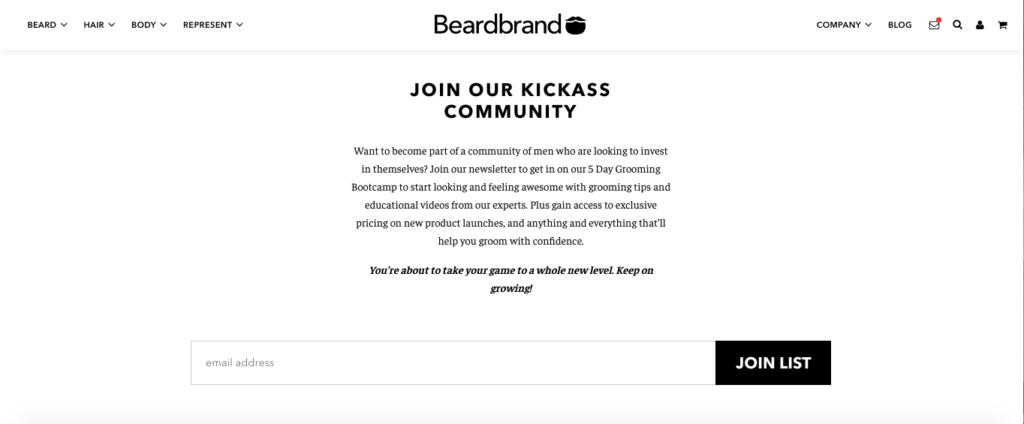 BEARD HAIR BODY REPRESENT Beardbrand COMPANY BLOG
JOIN OUR KICKASS
COMMUNITY
Want to become part of a community of men who are looking to invest
in themselves? Join our newsletter to get in on our 5 Day Grooming
Bootcamp to start looking and feeling awesome with grooming tips and
educational videos from our experts. Plus gain access to exclusive
pricing on new product launches, and anything and everything that'll
help you groom with confidence.
You're about to take your game to a whole new level. Keep on
growing!
email address JOIN LIST